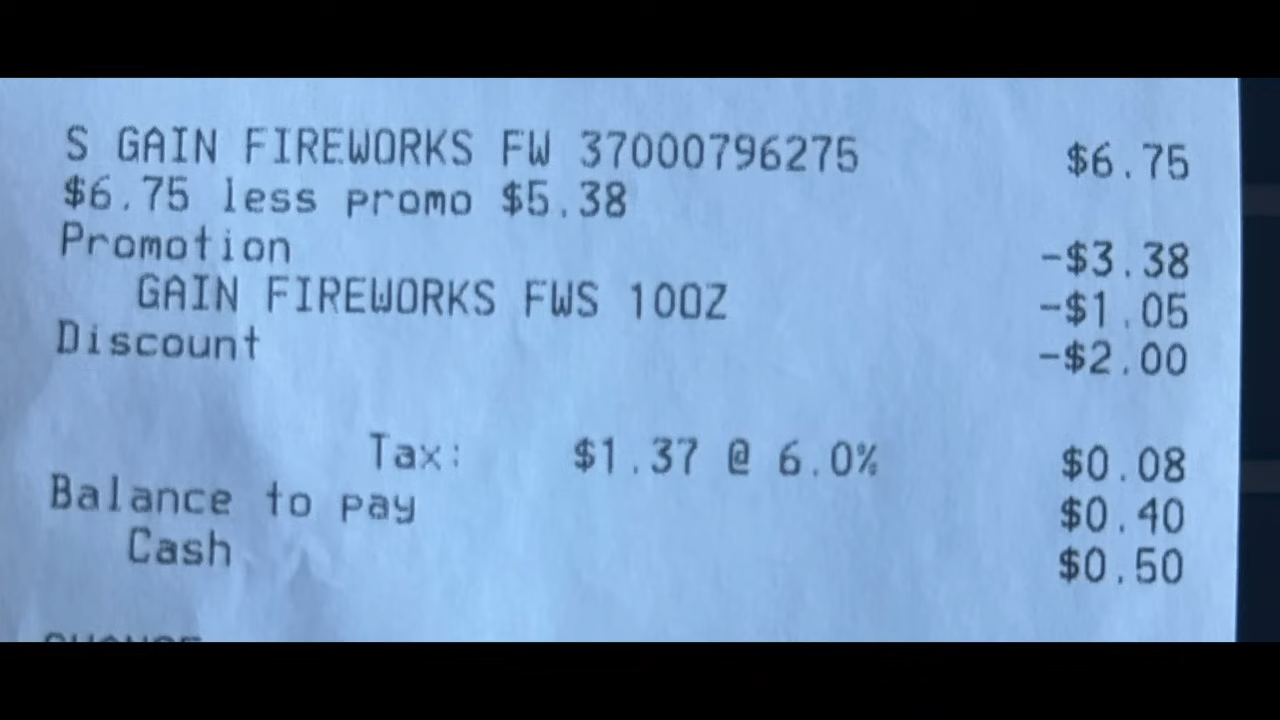 S GAIN FIREWORKS FW 37000796275 $6.75
$6.75 less promo $5.38
Promotion -$3.38
GAIN FIREWORKS FWS 10OZ -$1.05
Discount -$2.00
Tax: $1.37 @ 6.0% $0.08
Balance to pay $0.40
Cash $0.50